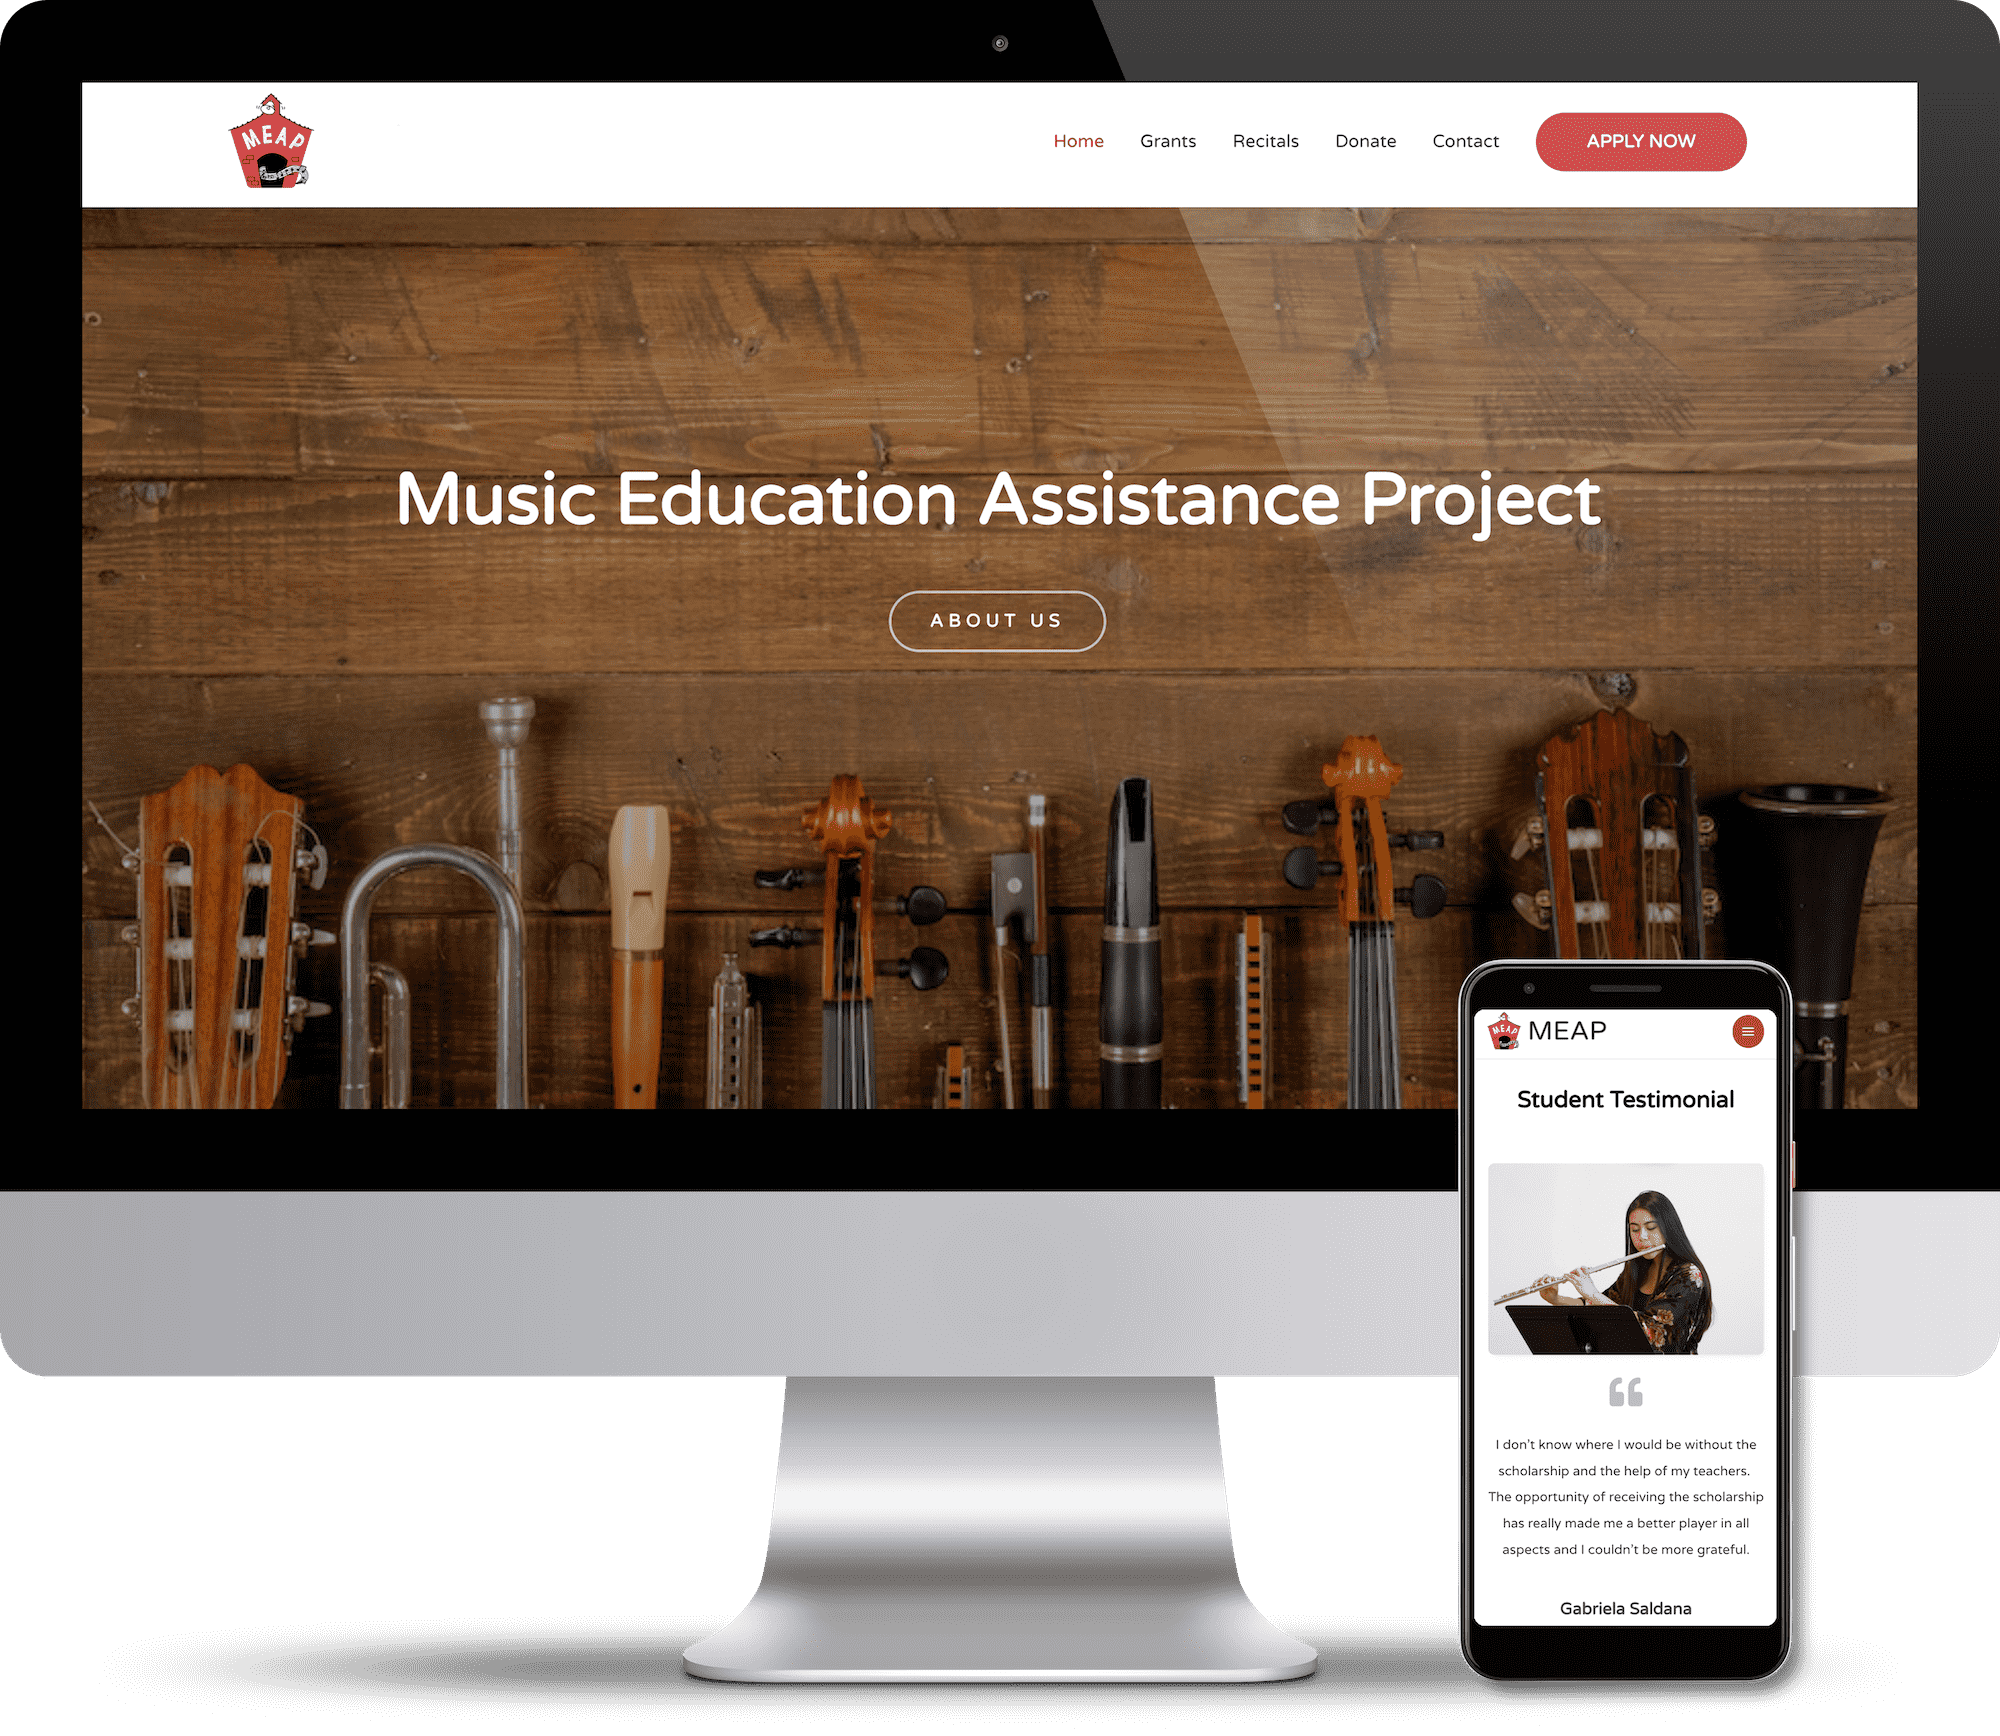 MEAP
Home Grants Recitals Donate Contact APPLY NOW
Music Education Assistance Project
ABOUT US
MEAP MEAP
Student Testimonial
“
I don't know where I would be without the
scholarship and the help of my teachers.
The opportunity of receiving the scholarship
has really made me a better player in all
aspects and I couldn't be more grateful.
Gabriela Saldana